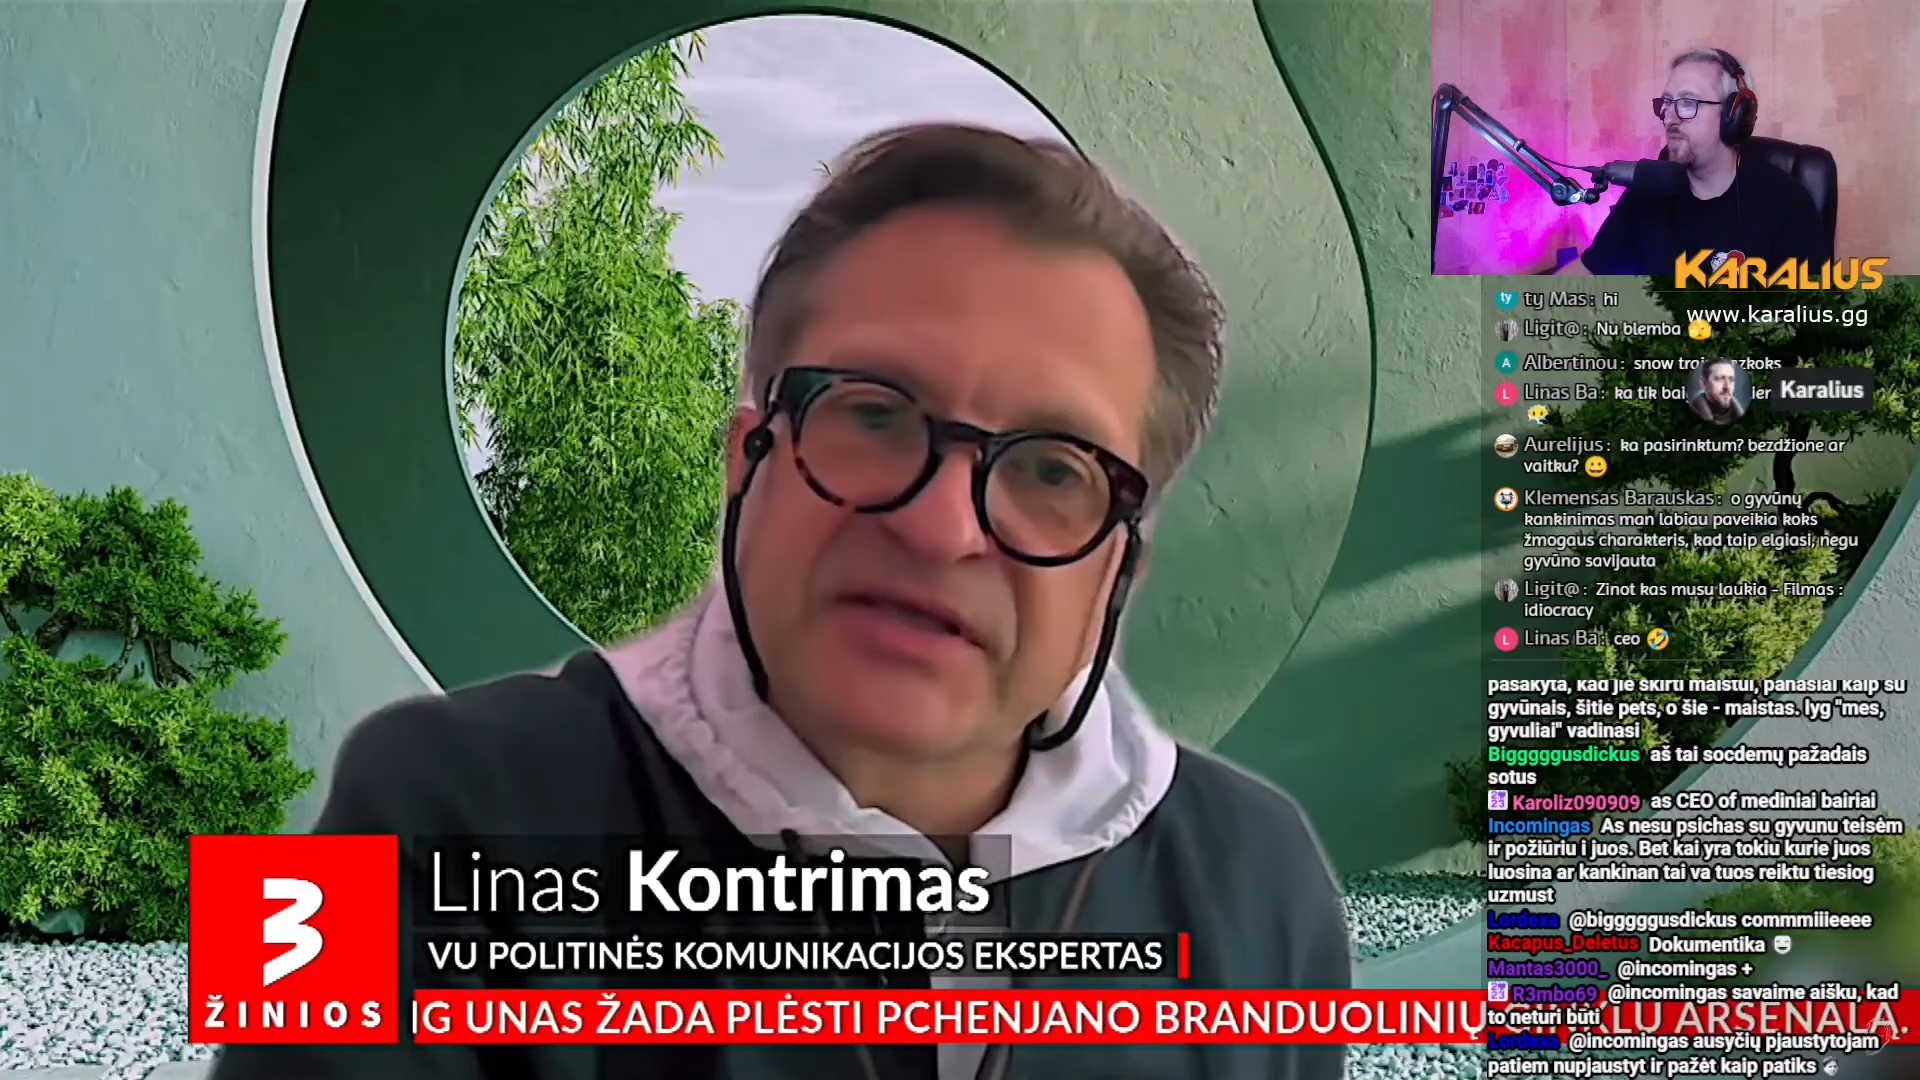 KARALIUS
www.karalius.gg
ty ty Mas: hi
Ligit@: Nu blemba
A Albertinou: snow
L Linas Ba: ka tik
Karalius
Aurelijus: ka pasirinktum? bezdžione ar
vaitku?
Klemensas Barauskas: o gyvūnų
kankinimas man labiau paveikia koks
žmogaus charakteris, kad taip elgiasi, negu
gyvūno savijauta
Ligit@: Zinot kas musu laukia - Filmas :
idiocracy
L Linas Ba: ceo
pasakyta, kad jie skirti maistui, panašiai kaip su
gyvūnais, šitie pets, o šie - maistas. lyg "mes,
gyvuliai" vadinasi
Bigggggusdickus aš tai socdemų pažadais
sotus
Karoliz090909 as CEO of mediniai bairiai
Incomingas As nesu psichas su gyvunu teisėm
ir požiūriu i juos. Bet kai yra tokiu kurie juos
luosina ar kankinan tai va tuos reiktu tiesiog
uzmust
Lordexa @bigggggusdickus commmiiieeee
Kacapus_Deletus Dokumentika
Mantas3000_ @incomingas +
R3mbo69 @incomingas savaime aišku, kad
to neturi būti
Lordexa @incomingas ausyčių pjaustytojam
patiem nupjaustyt ir pažėt kaip patiks
Linas Kontrimas
VU POLITINĖS KOMUNIKACIJOS EKSPERTAS
3
ŽINIOS
UNAS ŽADA PLĖSTI PCHENJANO BRANDUOLINIŲ GINKLŲ ARSENALĄ.